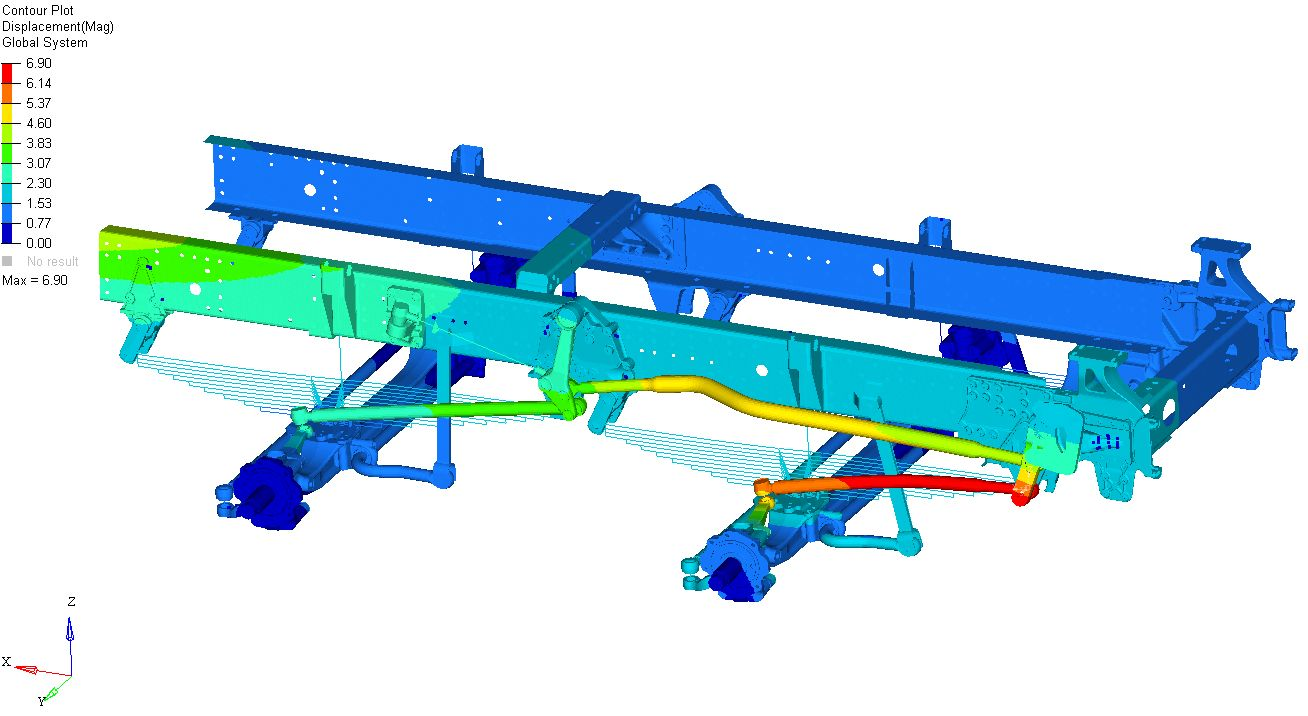 Contour Plot
Displacement(Mag)
Global System
6.90
6.14
5.37
4.60
3.83
3.07
2.30
1.53
0.77
0.00
No result
Max = 6.90
Z
X
Y